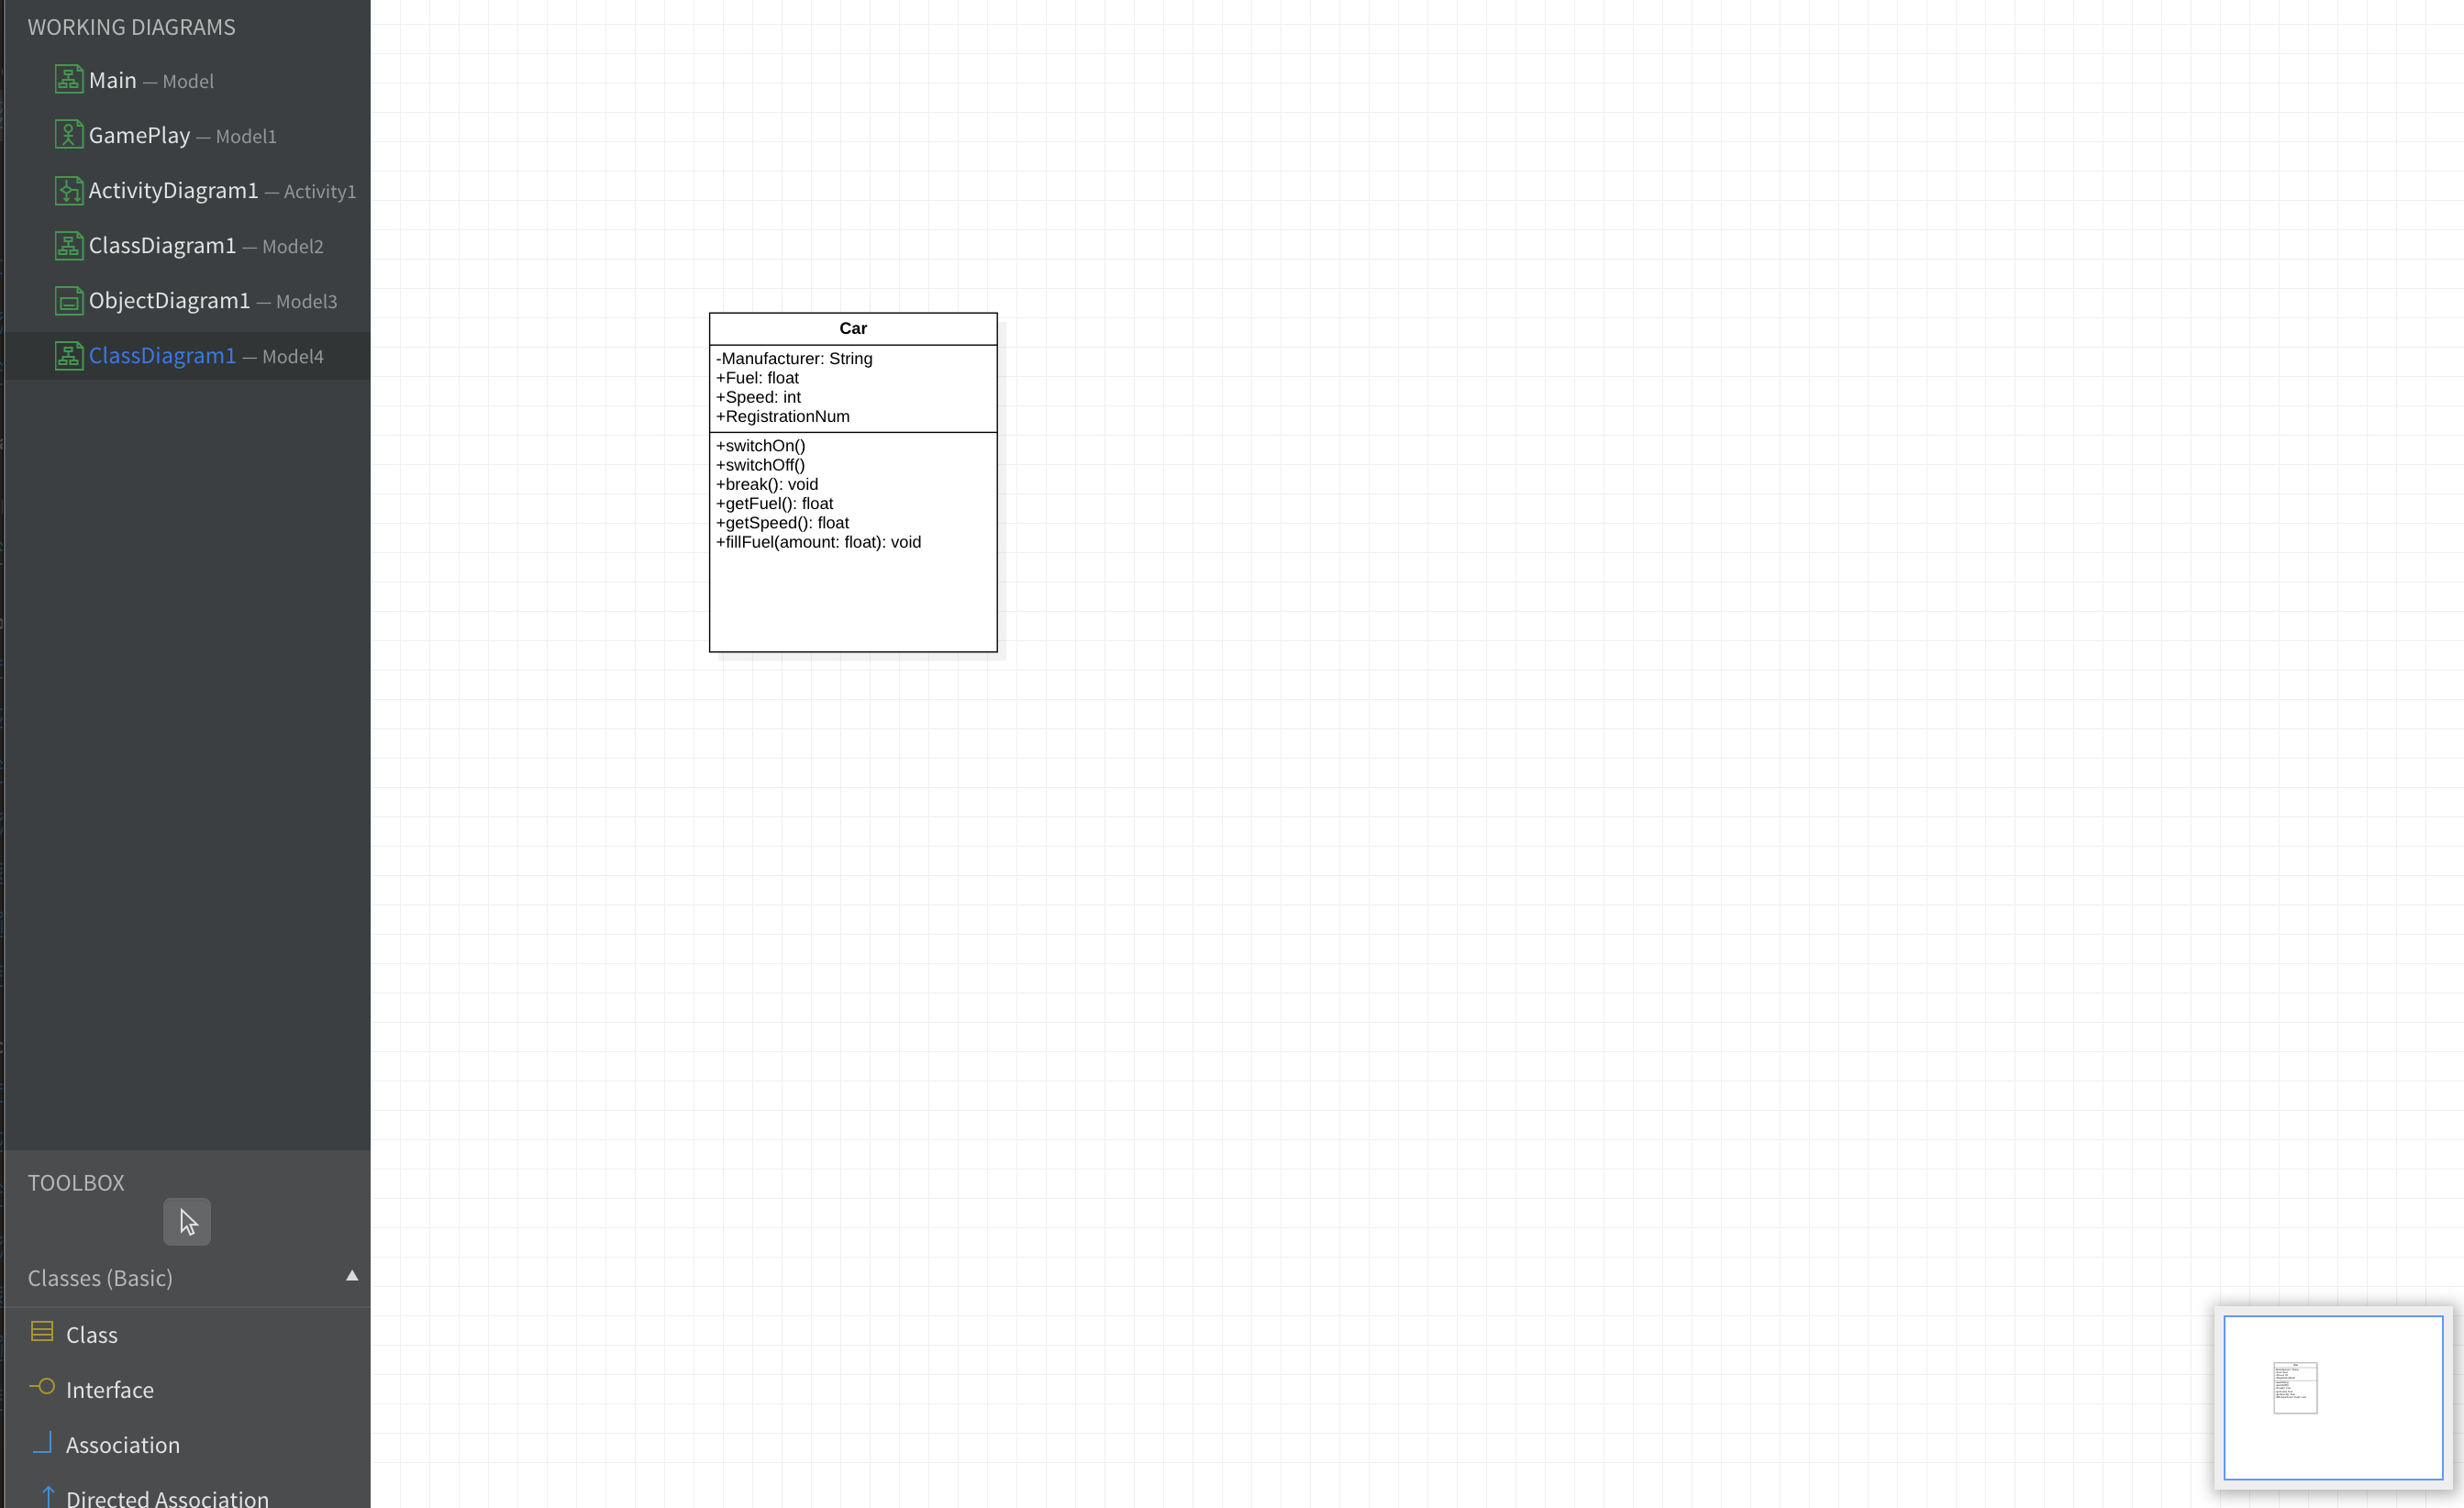 WORKING DIAGRAMS
Main — Model
GamePlay — Model1
ActivityDiagram1 — Activity1
ClassDiagram1 — Model2
ObjectDiagram1 — Model3
ClassDiagram1 — Model4
TOOLBOX
Classes (Basic)
Class
Interface
Association
Directed Association
Car
-Manufacturer: String
+Fuel: float
+Speed: int
+RegistrationNum
+switchOn()
+switchOff()
+break(): void
+getFuel(): float
+getSpeed(): float
+fillFuel(amount: float): void